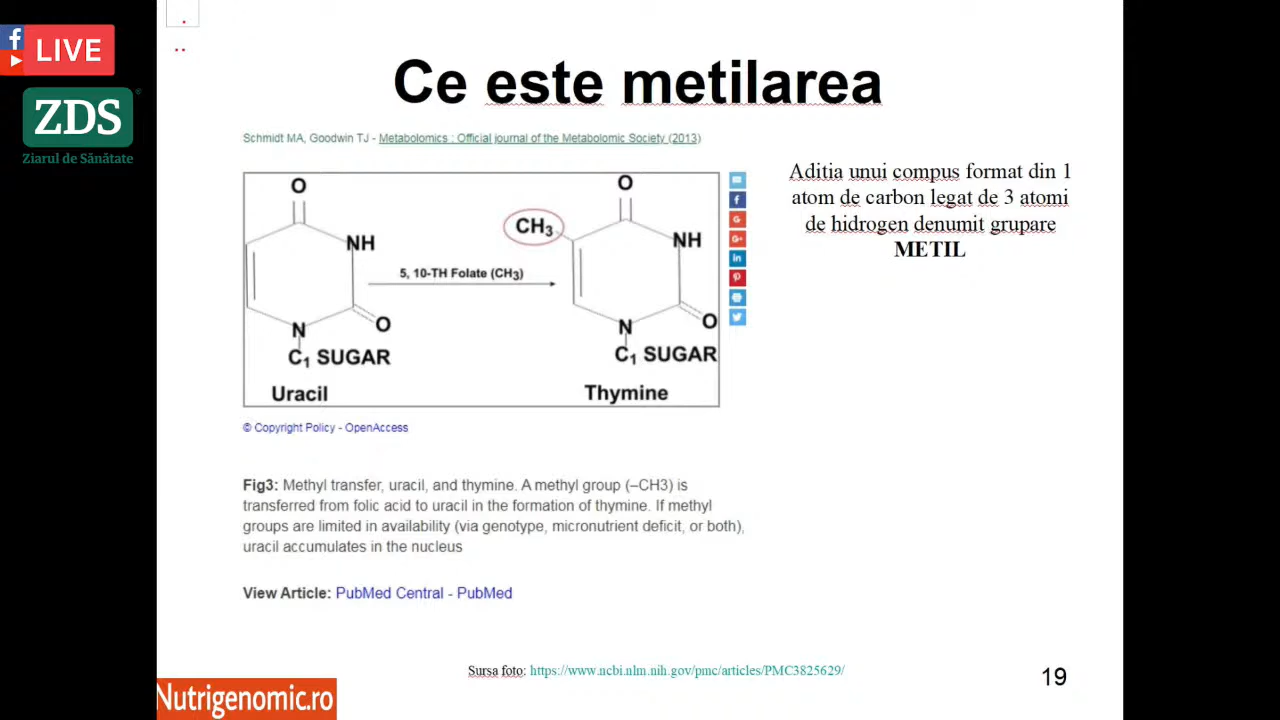 LIVE
ZDS
Ziarul de Sănătate
Ce este metilarea
Schmidt MA, Goodwin TJ - Metabolomics : Official journal of the Metabolomic Society (2013)
O
NH
5, 10-TH Folate (CH3)
O
N
C1 SUGAR
Uracil
O
CH3
NH
O
N
C1 SUGAR
Thymine
Aditia unui compus format din 1
atom de carbon legat de 3 atomi
de hidrogen denumit grupare
METIL
© Copyright Policy - OpenAccess
Fig3: Methyl transfer, uracil, and thymine. A methyl group (–CH3) is
transferred from folic acid to uracil in the formation of thymine. If methyl
groups are limited in availability (via genotype, micronutrient deficit, or both),
uracil accumulates in the nucleus
View Article: PubMed Central - PubMed
Sursa foto: https://www.ncbi.nlm.nih.gov/pmc/articles/PMC3825629/
19
Nutrigenomic.ro